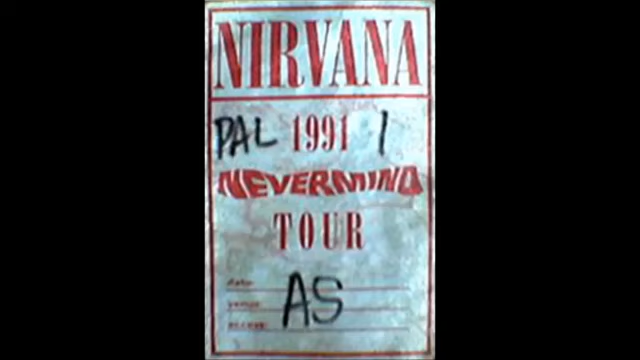 NIRVANA
PAL 1991 1
NEVERMIND
TOUR
date:
venue:
access:
AS